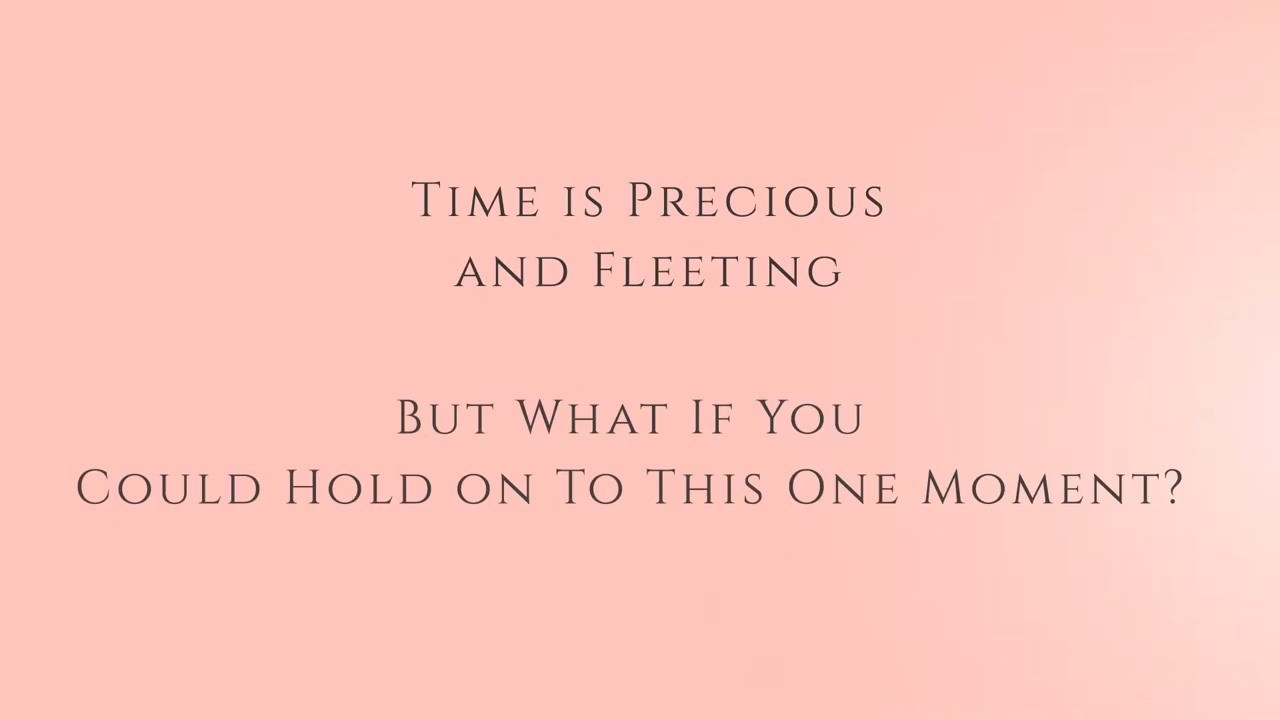 Time is Precious
and Fleeting
But What If You
Could Hold on To This One Moment?